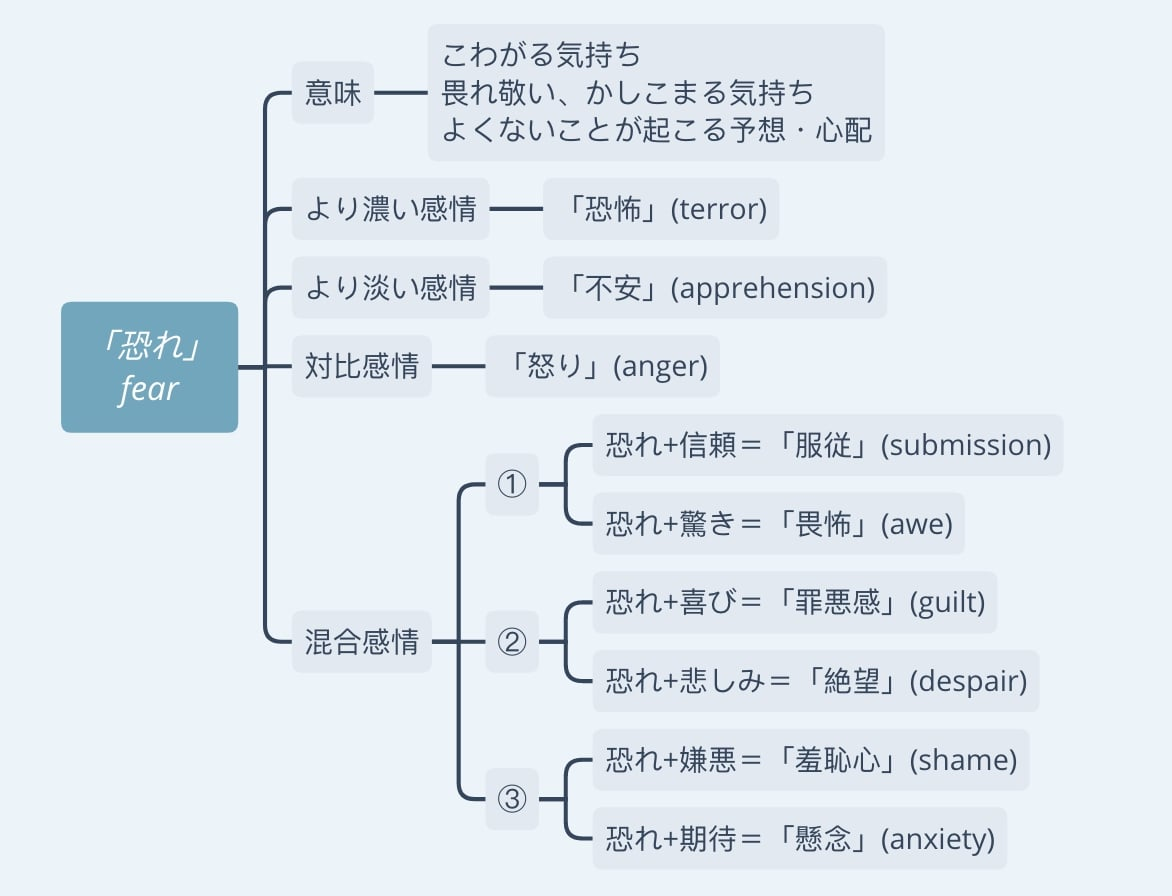 「恐れ」
fear
意味
こわがる気持ち
畏れ敬い、かしこまる気持ち
よくないことが起こる予想・心配
より濃い感情
「恐怖」(terror)
より淡い感情
「不安」(apprehension)
対比感情
「怒り」(anger)
混合感情
①
恐れ+信頼＝「服従」(submission)
恐れ+驚き＝「畏怖」(awe)
②
恐れ+喜び＝「罪悪感」(guilt)
恐れ+悲しみ＝「絶望」(despair)
③
恐れ+嫌悪＝「羞恥心」(shame)
恐れ+期待＝「懸念」(anxiety)